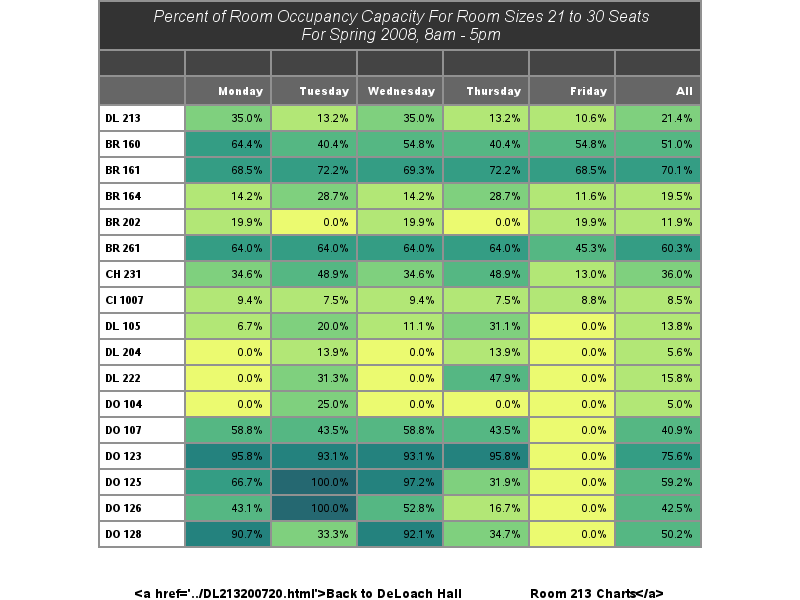 Percent of Room Occupancy Capacity For Room Sizes 21 to 30 Seats
For Spring 2008, 8am - 5pm
Monday Tuesday Wednesday Thursday Friday All
DL 213 35.0% 13.2% 35.0% 13.2% 10.6% 21.4%
BR 160 64.4% 40.4% 54.8% 40.4% 54.8% 51.0%
BR 161 68.5% 72.2% 69.3% 72.2% 68.5% 70.1%
BR 164 14.2% 28.7% 14.2% 28.7% 11.6% 19.5%
BR 202 19.9% 0.0% 19.9% 0.0% 19.9% 11.9%
BR 261 64.0% 64.0% 64.0% 64.0% 45.3% 60.3%
CH 231 34.6% 48.9% 34.6% 48.9% 13.0% 36.0%
CI 1007 9.4% 7.5% 9.4% 7.5% 8.8% 8.5%
DL 105 6.7% 20.0% 11.1% 31.1% 0.0% 13.8%
DL 204 0.0% 13.9% 0.0% 13.9% 0.0% 5.6%
DL 222 0.0% 31.3% 0.0% 47.9% 0.0% 15.8%
DO 104 0.0% 25.0% 0.0% 0.0% 0.0% 5.0%
DO 107 58.8% 43.5% 58.8% 43.5% 0.0% 40.9%
DO 123 95.8% 93.1% 93.1% 95.8% 0.0% 75.6%
DO 125 66.7% 100.0% 97.2% 31.9% 0.0% 59.2%
DO 126 43.1% 100.0% 52.8% 16.7% 0.0% 42.5%
DO 128 90.7% 33.3% 92.1% 34.7% 0.0% 50.2%
<a href='../DL213200720.html'>Back to DeLoach Hall Room 213 Charts</a>